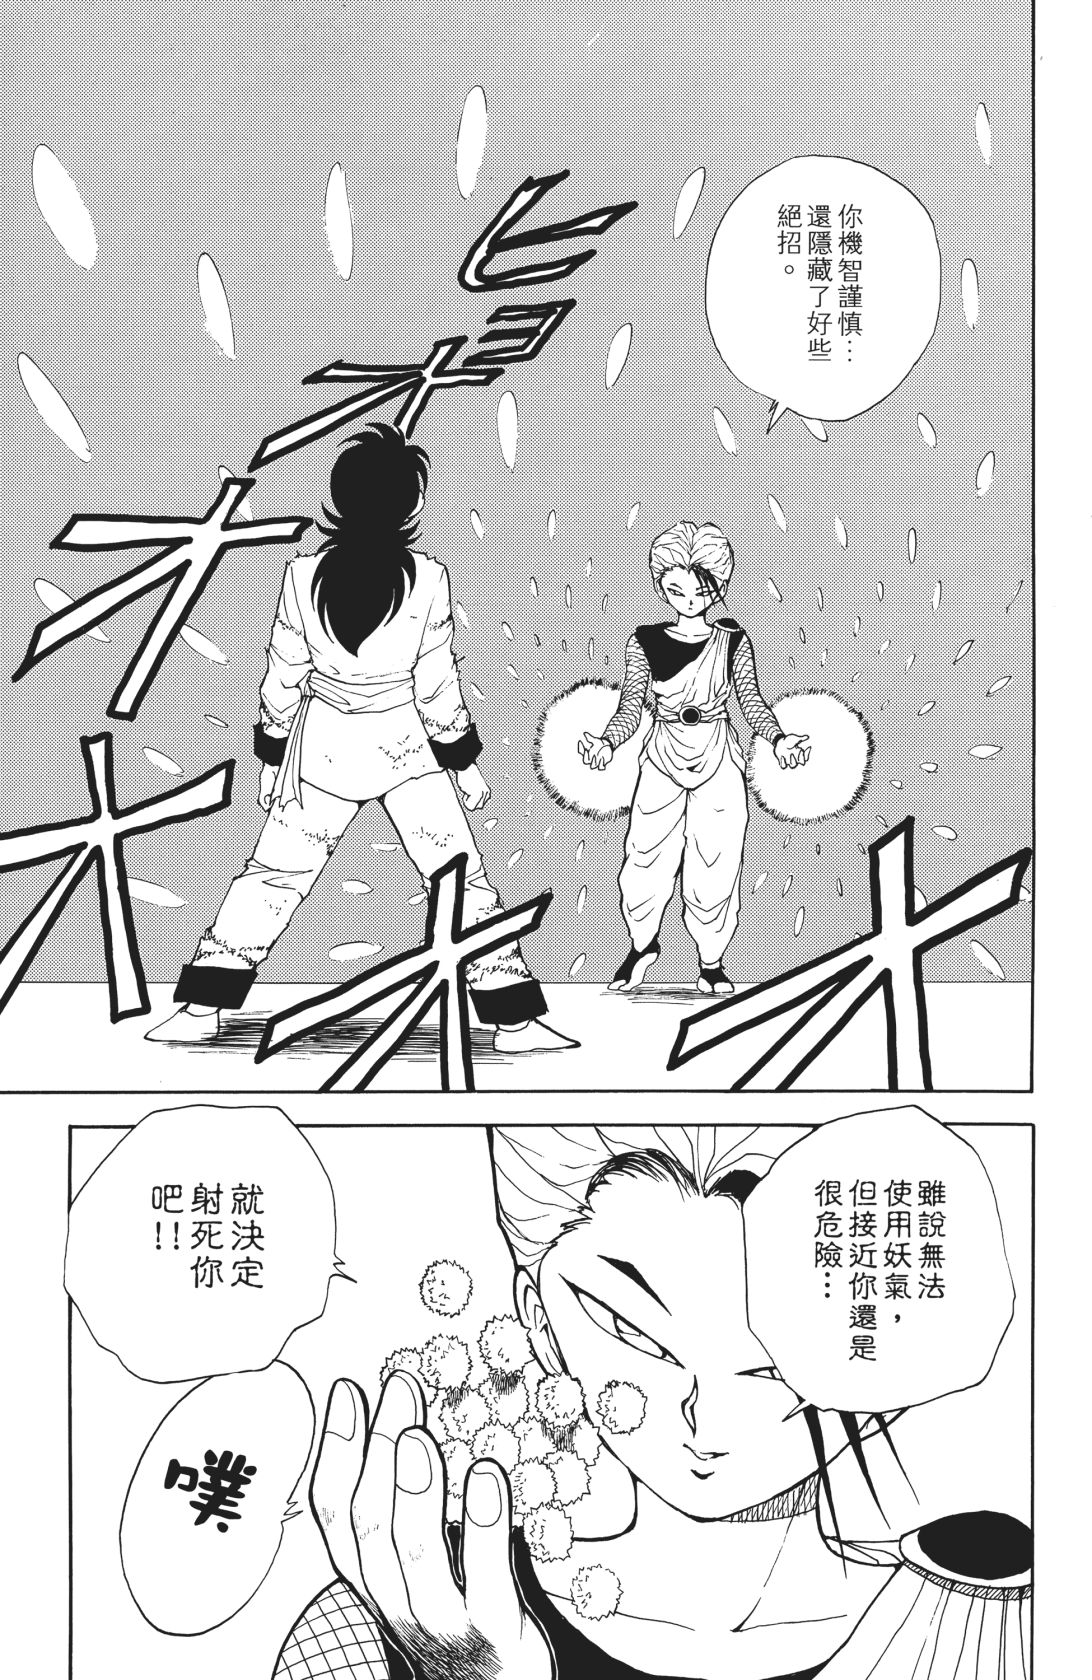 你機智謹慎…
還隱藏了好些
絕招。
ヒョオオオオオオ
雖說無法
使用妖氣，
但接近你還是
很危險…
就決定
射死你
吧!!
噗